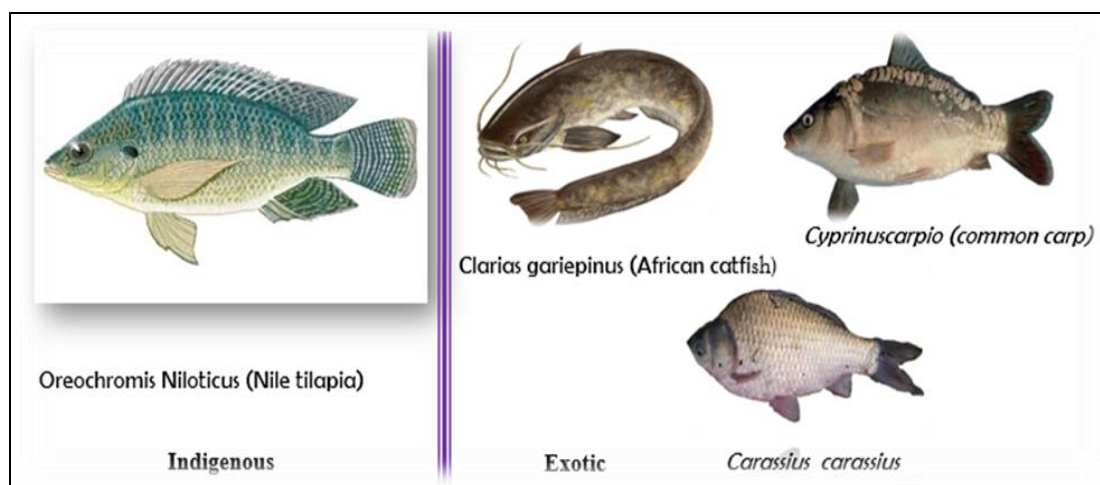 Oreochromis Niloticus (Nile tilapia)
Indigenous
Clarias gariepinus (African catfish)
Cyprinuscarpio (common carp)
Exotic
Carassius carassius